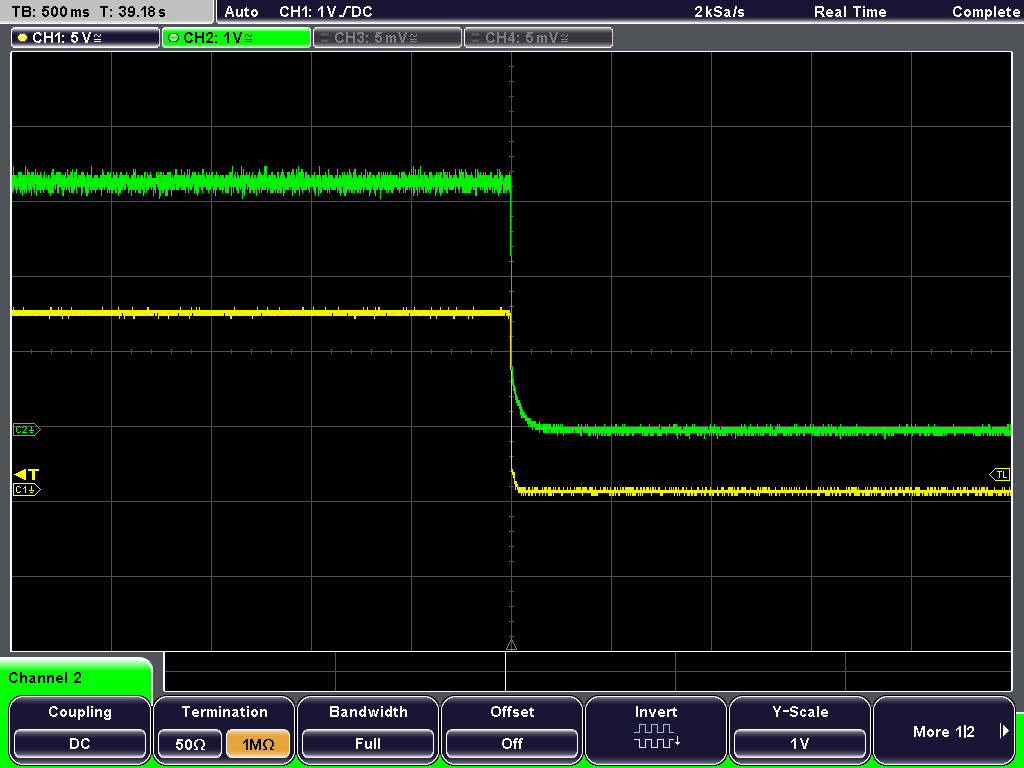 TB: 500 ms T: 39.18 s Auto CH1: 1 V DC 2 kSa/s Real Time Complete
CH1: 5 V≅ CH2: 1 V≅ CH3: 5 mV≅ CH4: 5 mV≅
C2
T TL
C1
Channel 2
Coupling Termination Bandwidth Offset Invert Y-Scale More 1|2
DC 50Ω 1MΩ Full Off 1V